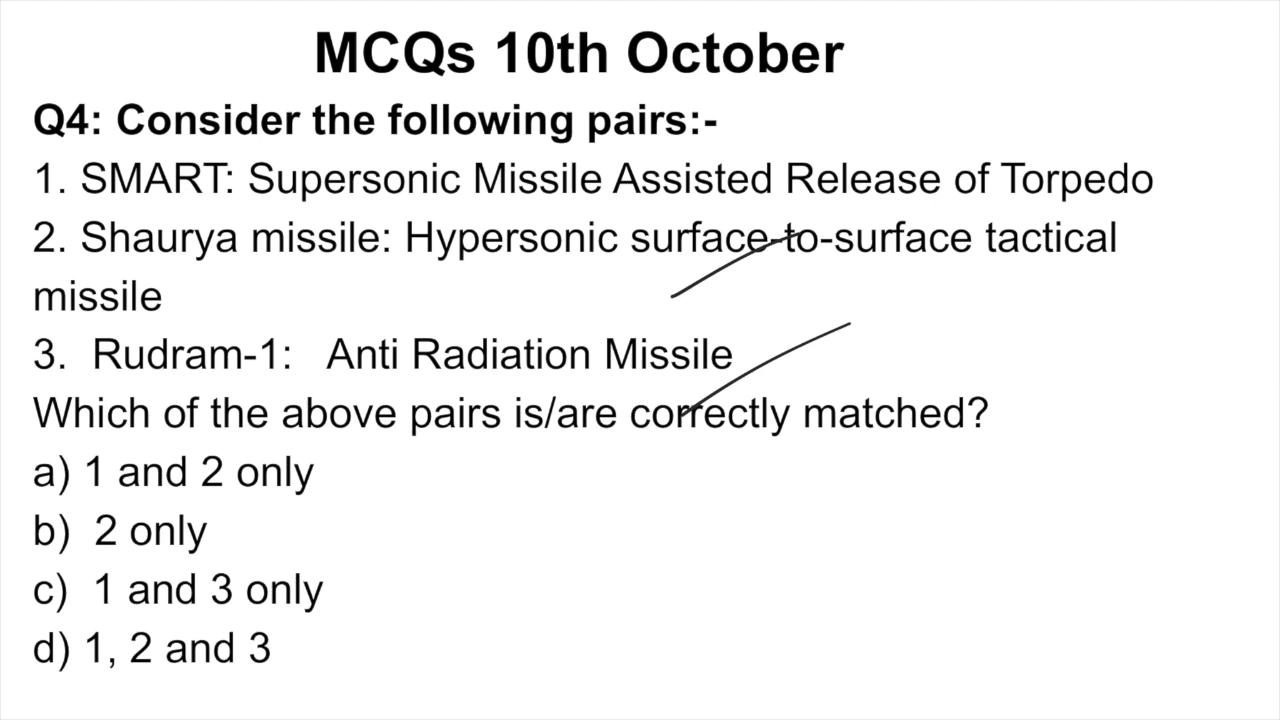 MCQs 10th October
Q4: Consider the following pairs:-
1. SMART: Supersonic Missile Assisted Release of Torpedo
2. Shaurya missile: Hypersonic surface-to-surface tactical
missile
3. Rudram-1: Anti Radiation Missile
Which of the above pairs is/are correctly matched?
a) 1 and 2 only
b) 2 only
c) 1 and 3 only
d) 1, 2 and 3